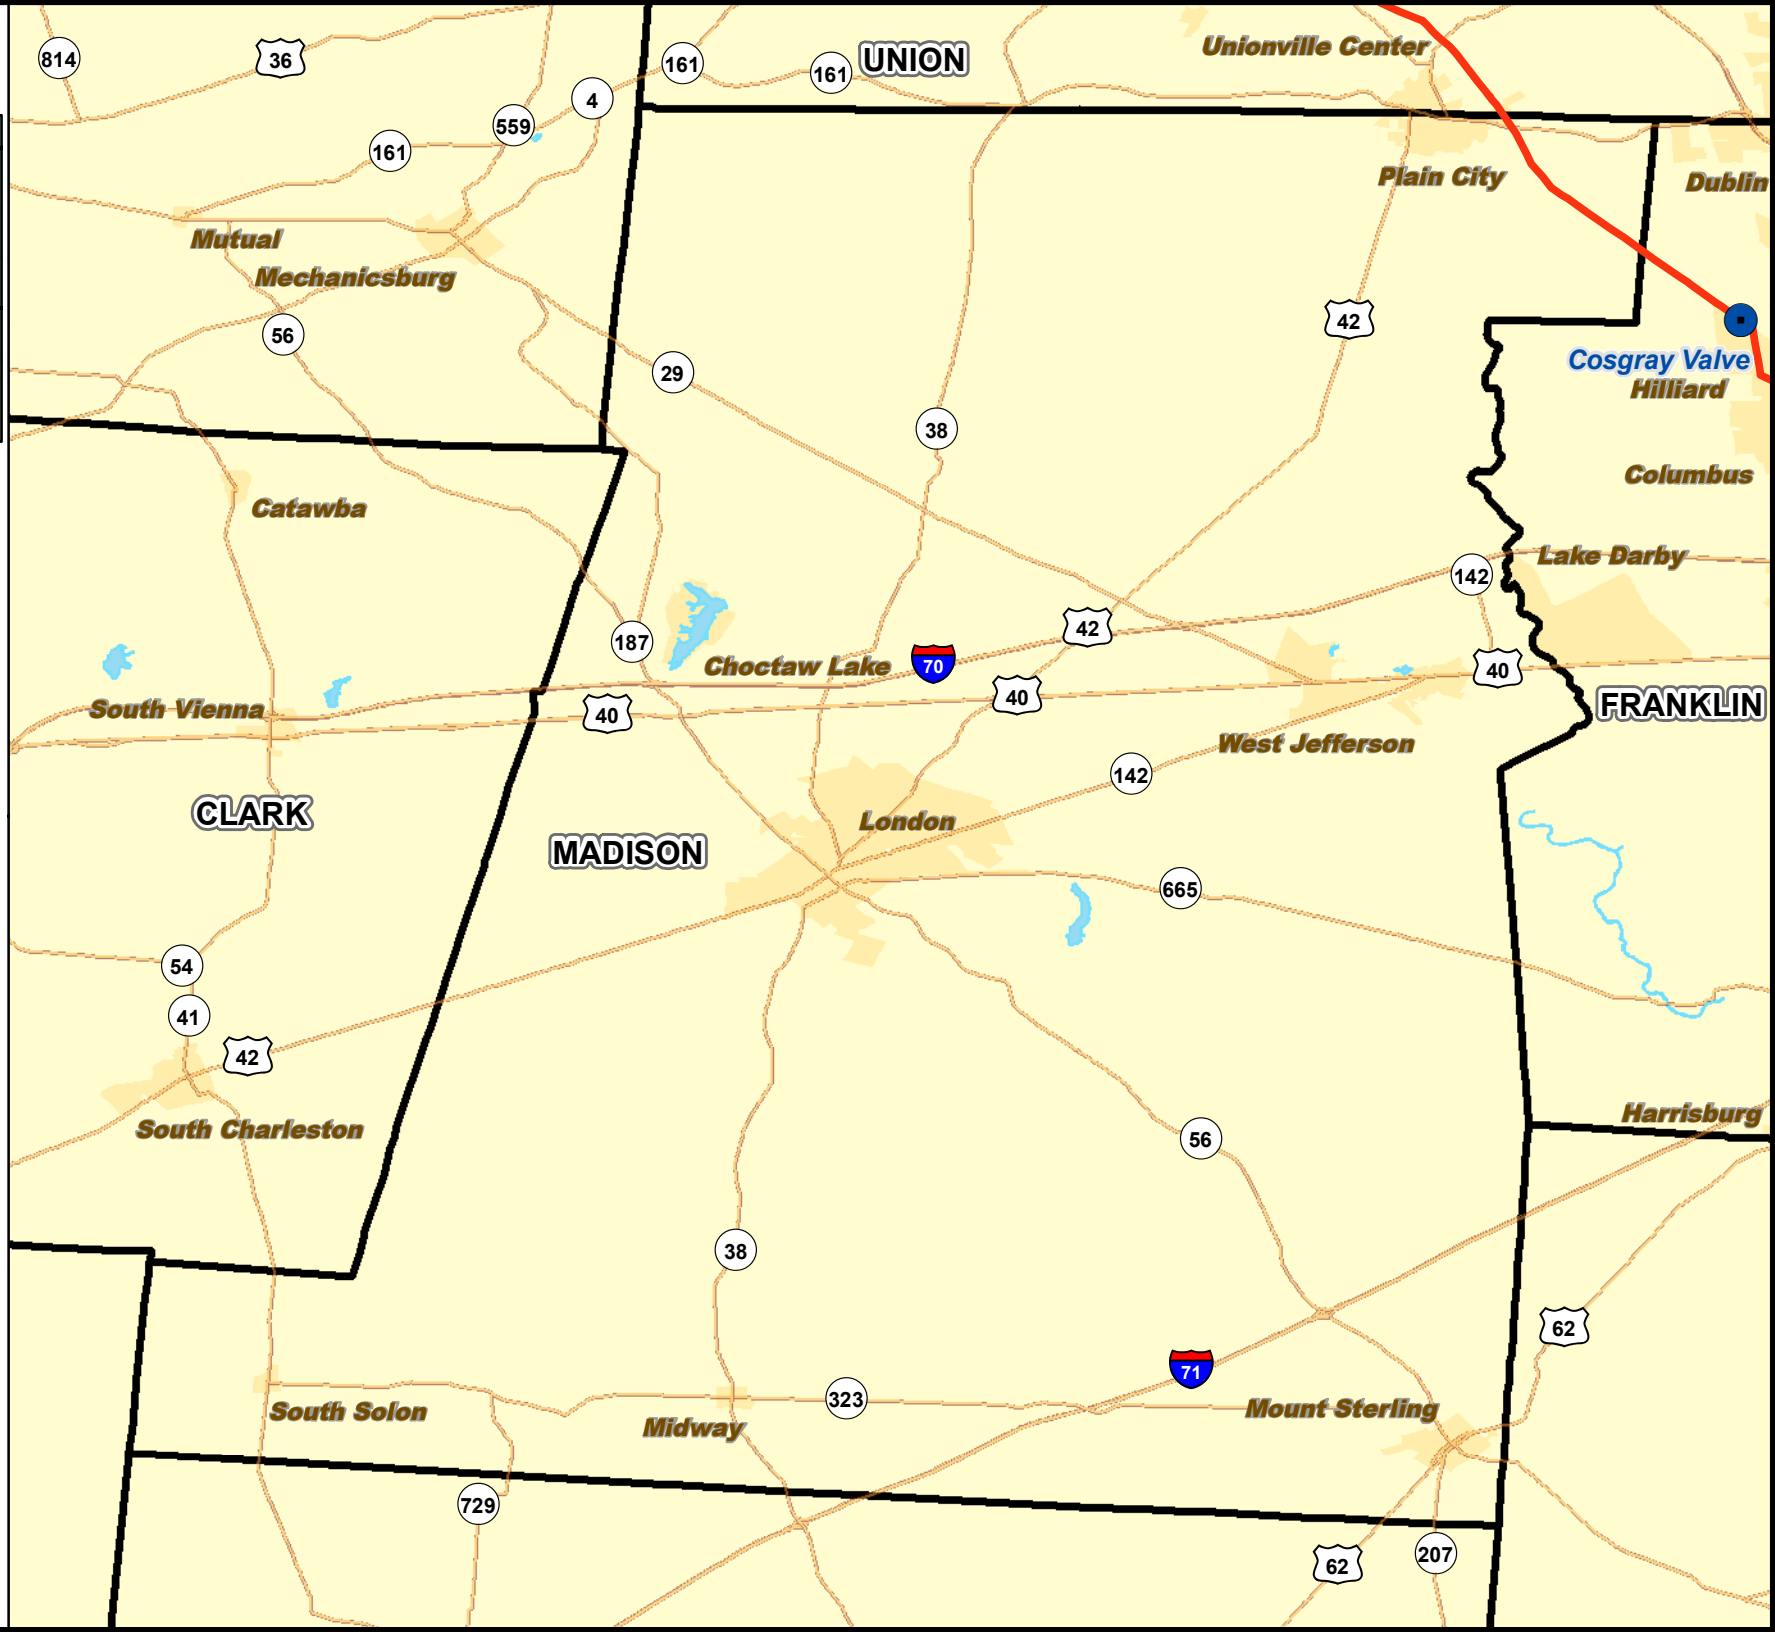 814
36
161
161
UNION
Unionville Center
4
559
161
Plain City
Dublin
Mutual
Mechanicsburg
56
42
29
Cosgray Valve
Hilliard
38
Columbus
Catawba
Lake Darby
142
187
42
Choctaw Lake
70
40
40
40
South Vienna
FRANKLIN
West Jefferson
142
CLARK
London
MADISON
665
54
41
42
South Charleston
Harrisburg
56
38
62
71
323
South Solon
Midway
Mount Sterling
729
62
207